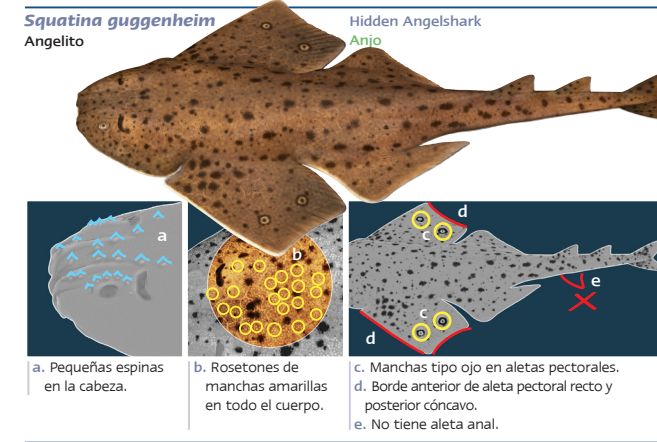 Squatina guggenheim
Hidden Angelshark
Angelito
Anjo
a
b
d
c
e
c
d
a. Pequeñas espinas
en la cabeza.
b. Rosetones de
manchas amarillas
en todo el cuerpo.
c. Manchas tipo ojo en aletas pectorales.
d. Borde anterior de aleta pectoral recto y
posterior cóncavo.
e. No tiene aleta anal.